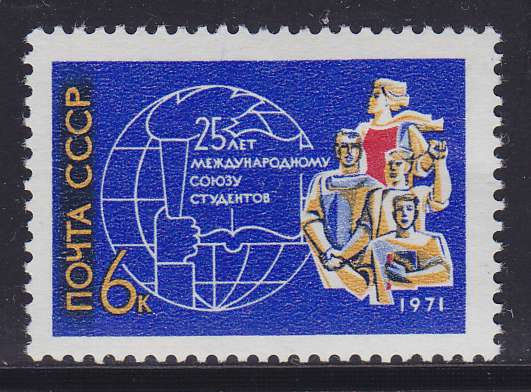 ПОЧТА СССР
25 ЛЕТ
МЕЖДУНАРОДНОМУ
СОЮЗУ
СТУДЕНТОВ
6к
1971